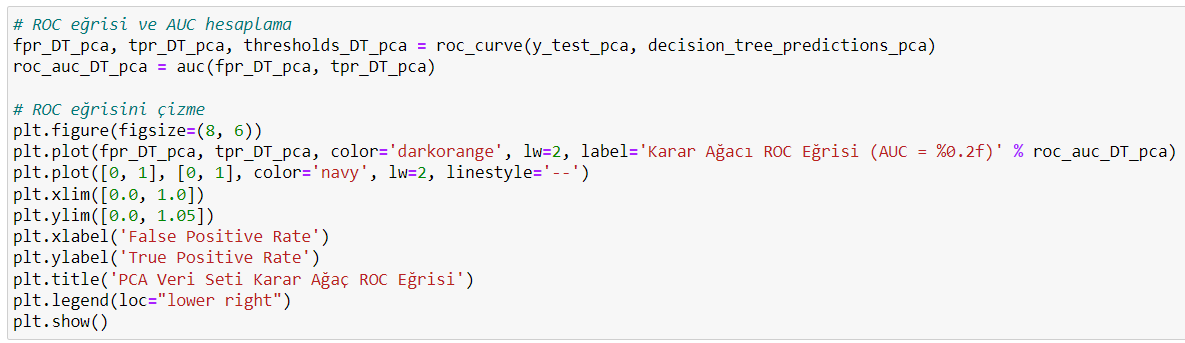 # ROC eğrisi ve AUC hesaplama
fpr_DT_pca, tpr_DT_pca, thresholds_DT_pca = roc_curve(y_test_pca, decision_tree_predictions_pca)
roc_auc_DT_pca = auc(fpr_DT_pca, tpr_DT_pca)

# ROC eğrisini çizme
plt.figure(figsize=(8, 6))
plt.plot(fpr_DT_pca, tpr_DT_pca, color='darkorange', lw=2, label='Karar Ağacı ROC Eğrisi (AUC = %0.2f)' % roc_auc_DT_pca)
plt.plot([0, 1], [0, 1], color='navy', lw=2, linestyle='--')
plt.xlim([0.0, 1.0])
plt.ylim([0.0, 1.05])
plt.xlabel('False Positive Rate')
plt.ylabel('True Positive Rate')
plt.title('PCA Veri Seti Karar Ağaç ROC Eğrisi')
plt.legend(loc="lower right")
plt.show()